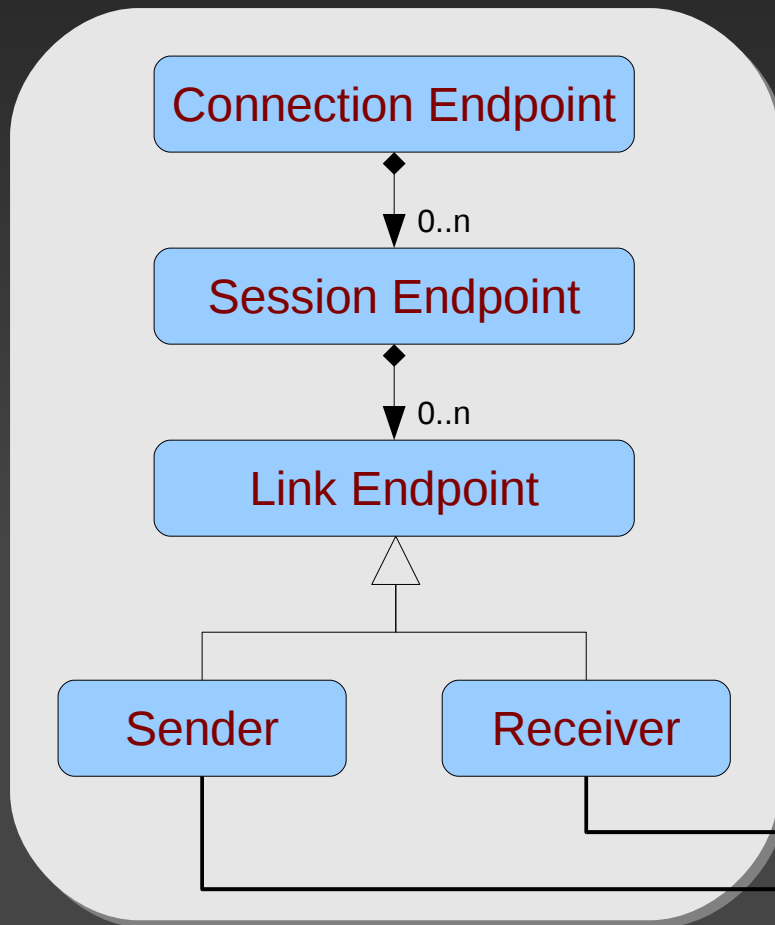 Connection Endpoint
0..n
Session Endpoint
0..n
Link Endpoint
Sender
Receiver